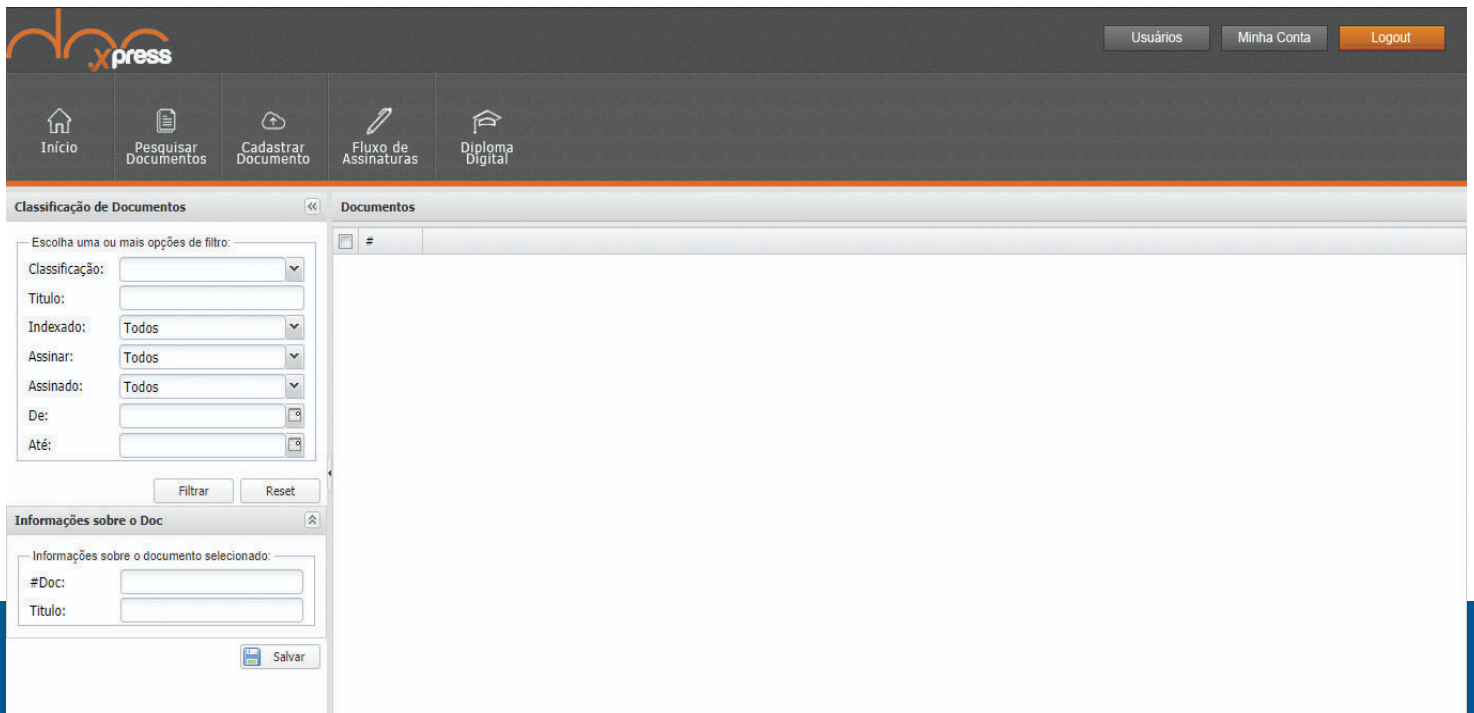 doc
.xpress
Usuários
Minha Conta
Logout
Início
Pesquisar
Documentos
Cadastrar
Documento
Fluxo de
Assinaturas
Diploma
Digital
Classificação de Documentos
Documentos
Escolha uma ou mais opções de filtro:
#
Classificação:
Titulo:
Indexado: Todos
Assinar: Todos
Assinado: Todos
De:
Até:
Filtrar
Reset
Informações sobre o Doc
Informações sobre o documento selecionado:
#Doc:
Titulo:
Salvar